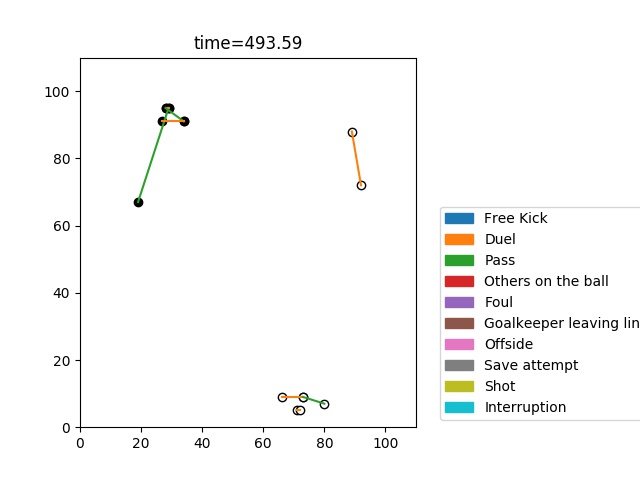 time=493.59
100
80
60
40
20
0
0 20 40 60 80 100
Free Kick
Duel
Pass
Others on the ball
Foul
Goalkeeper leaving lin
Offside
Save attempt
Shot
Interruption